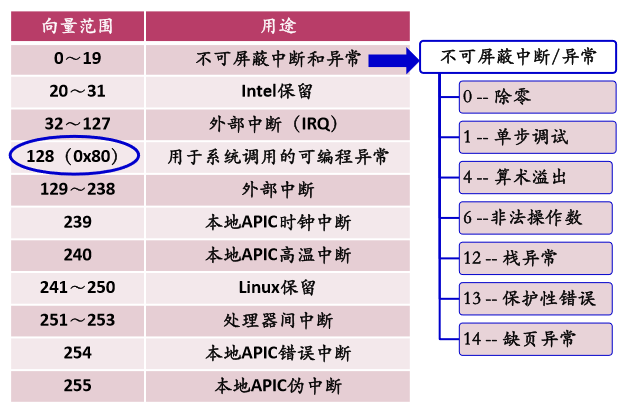 向量范围 用途
0～19 不可屏蔽中断和异常
20～31 Intel保留
32～127 外部中断（IRQ）
128（0x80） 用于系统调用的可编程异常
129～238 外部中断
239 本地APIC时钟中断
240 本地APIC高温中断
241～250 Linux保留
251～253 处理器间中断
254 本地APIC错误中断
255 本地APIC伪中断
不可屏蔽中断/异常
0 -- 除零
1 -- 单步调试
4 -- 算术溢出
6 --非法操作数
12 -- 栈异常
13 -- 保护性错误
14 -- 缺页异常